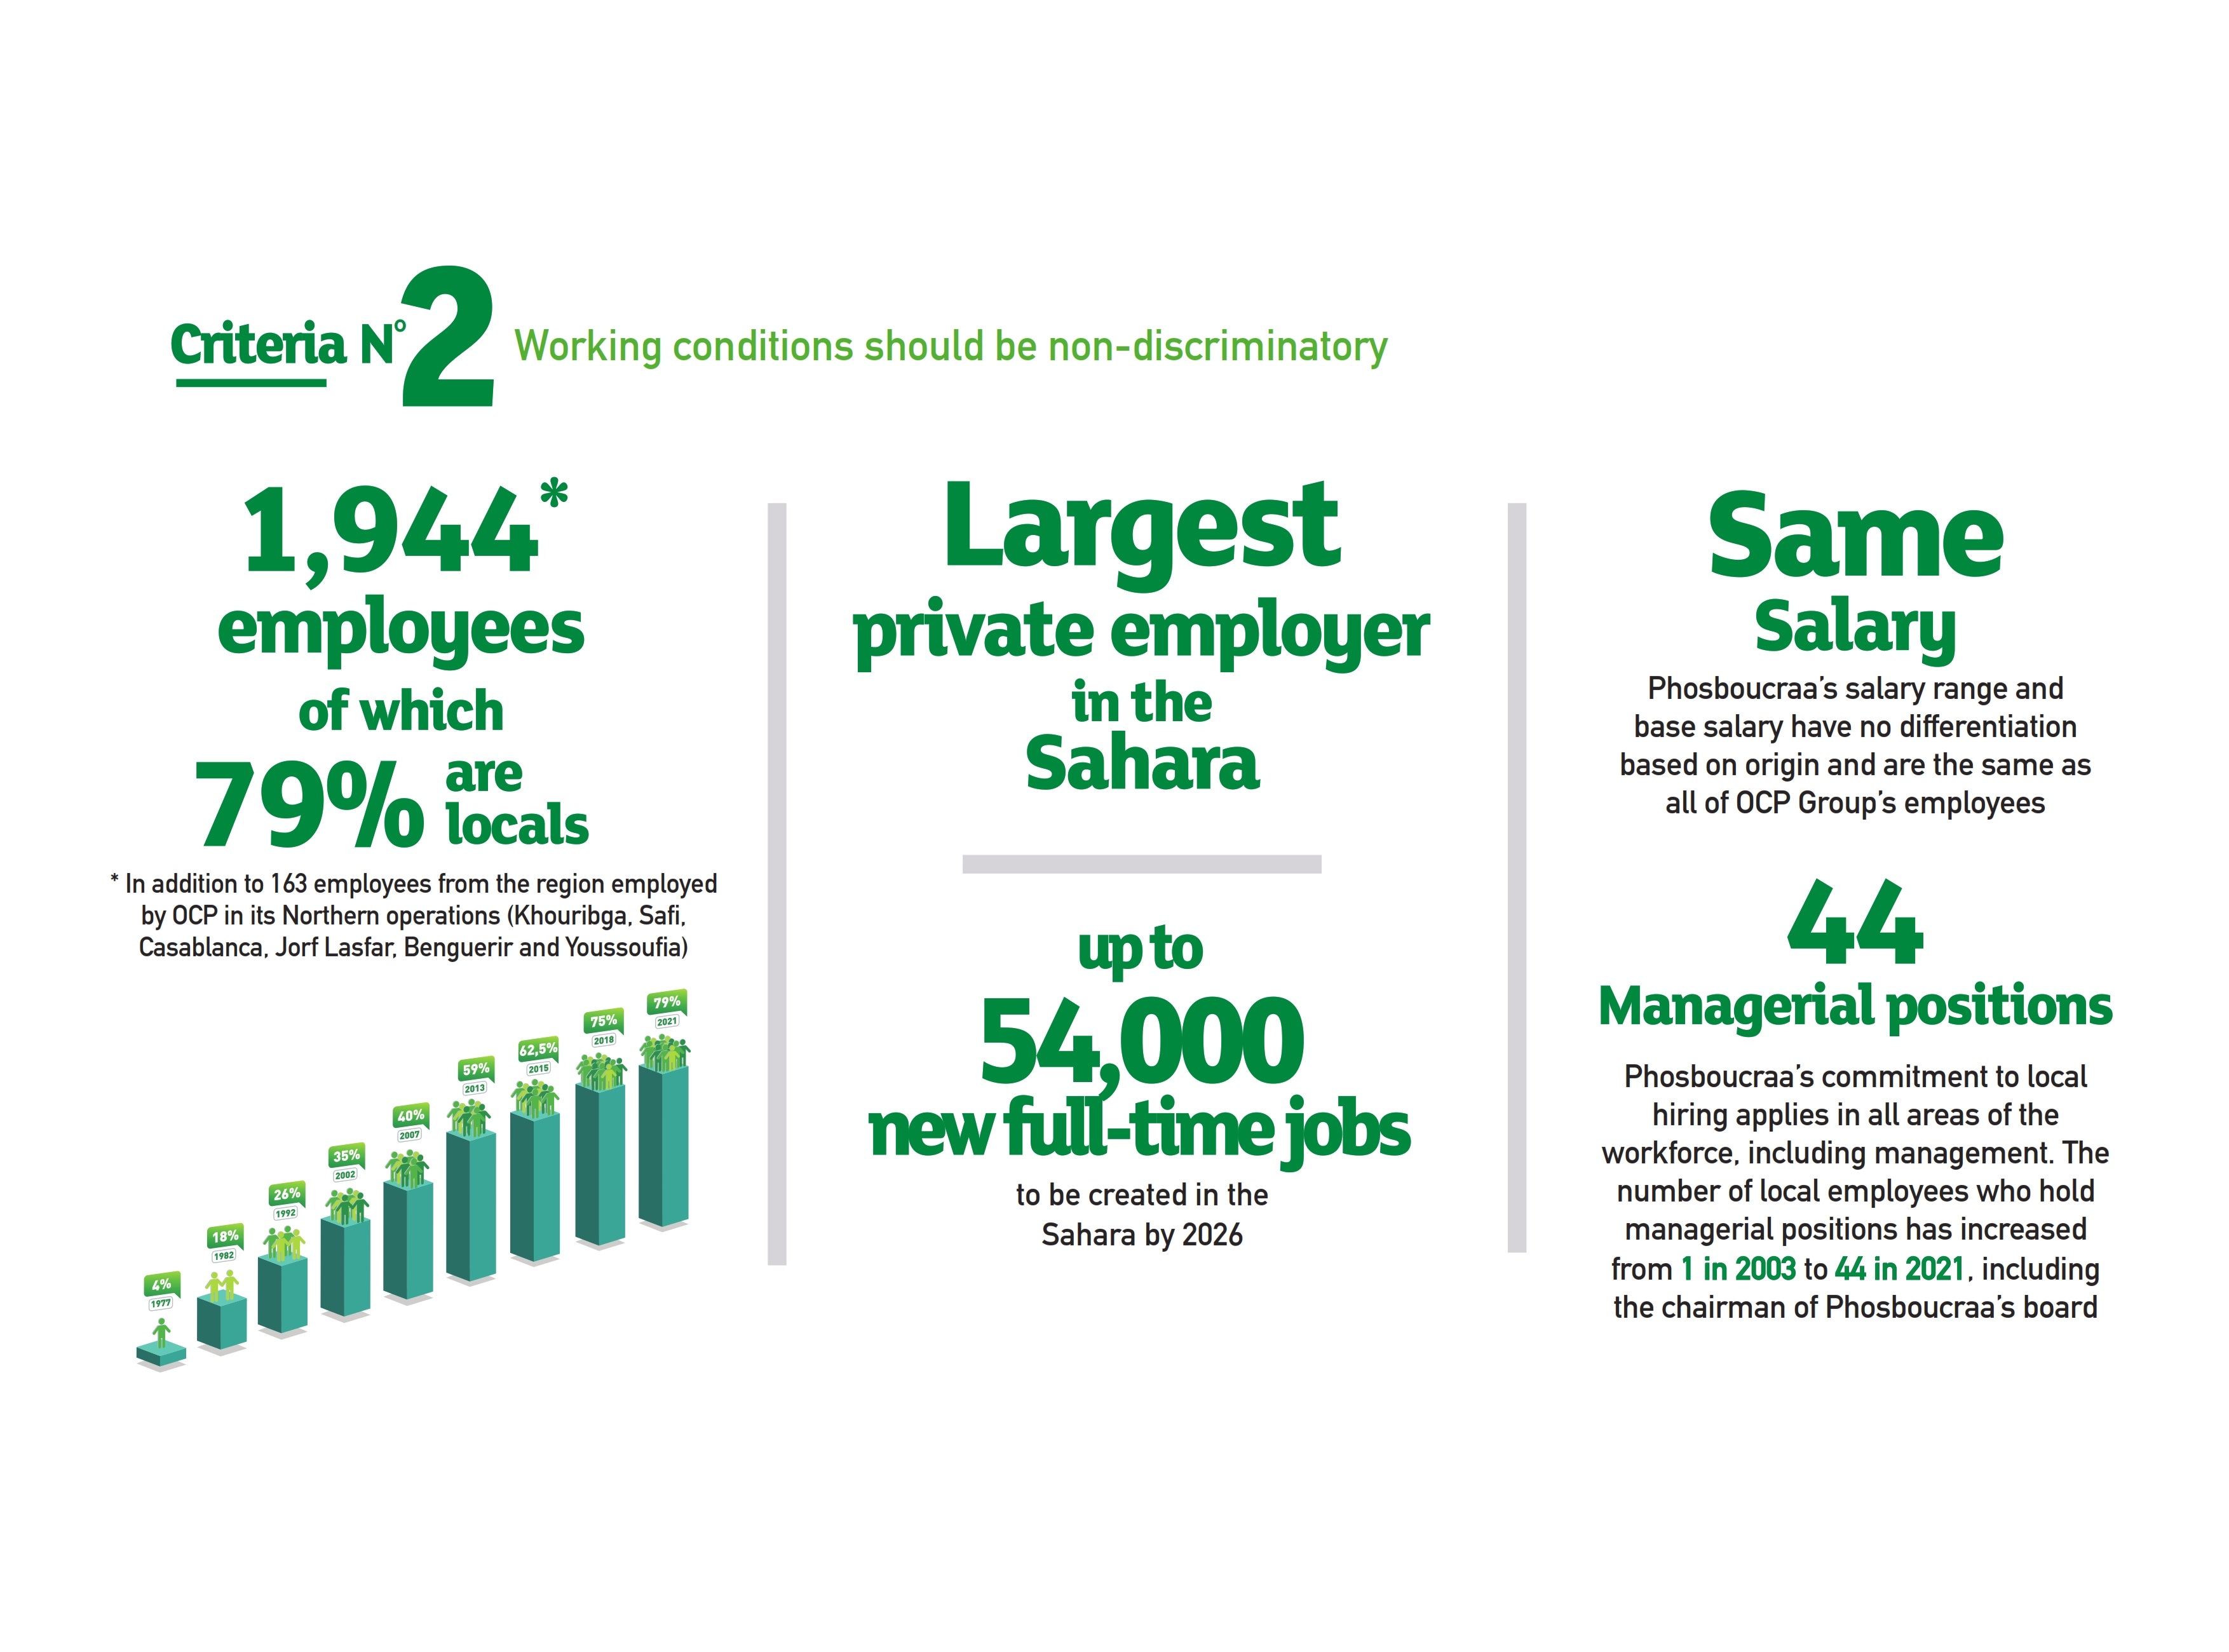 Criteria Nº2 Working conditions should be non-discriminatory
1,944*
employees
of which
79% are
locals
* In addition to 163 employees from the region employed
by OCP in its Northern operations (Khouribga, Safi,
Casablanca, Jorf Lasfar, Benguerir and Youssoufia)
4%
1977
18%
1982
26%
1992
35%
2002
40%
2007
59%
2013
62,5%
2015
75%
2018
79%
2021
Largest
private employer
in the
Sahara
up to
54,000
new full-time jobs
to be created in the
Sahara by 2026
Same
Salary
Phosboucraa’s salary range and
base salary have no differentiation
based on origin and are the same as
all of OCP Group’s employees
44
Managerial positions
Phosboucraa’s commitment to local
hiring applies in all areas of the
workforce, including management. The
number of local employees who hold
managerial positions has increased
from 1 in 2003 to 44 in 2021, including
the chairman of Phosboucraa’s board